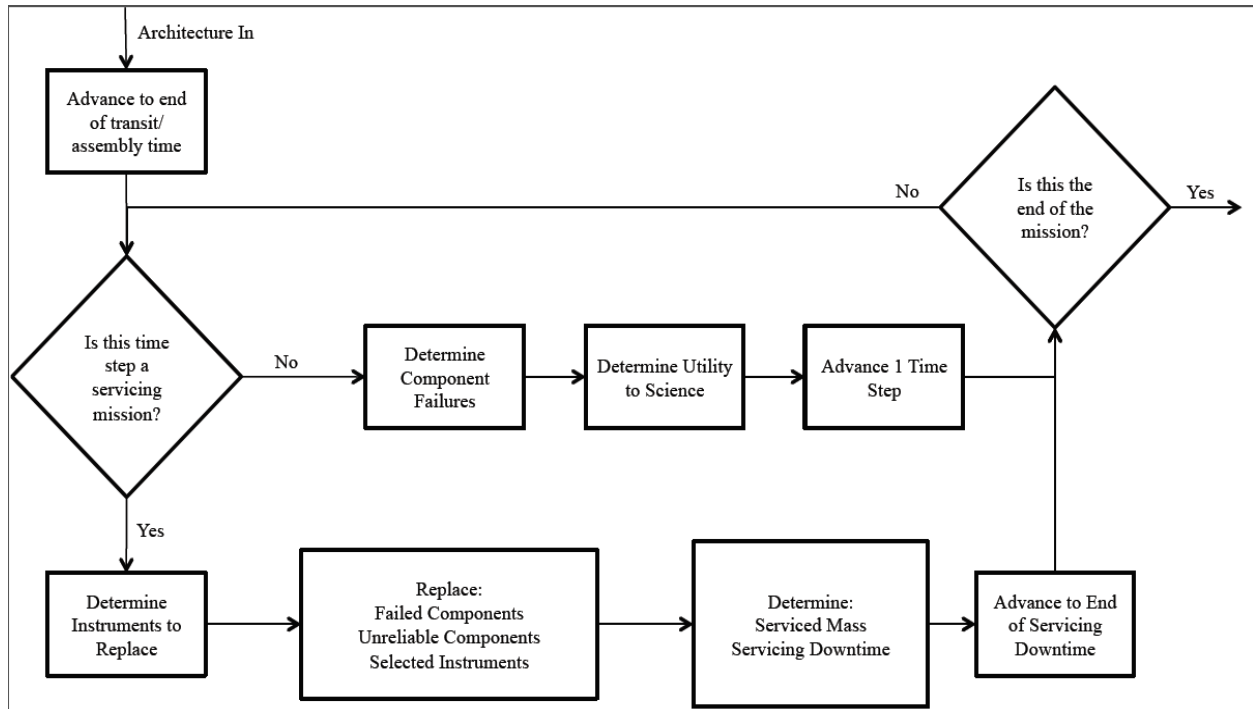 Architecture In
Advance to end
of transit/
assembly time
No
Is this the
end of the
mission?
Yes
Is this time
step a
servicing
mission?
No
Determine
Component
Failures
Determine Utility
to Science
Advance 1 Time
Step
Yes
Determine
Instruments to
Replace
Replace:
Failed Components
Unreliable Components
Selected Instruments
Determine:
Serviced Mass
Servicing Downtime
Advance to End
of Servicing
Downtime